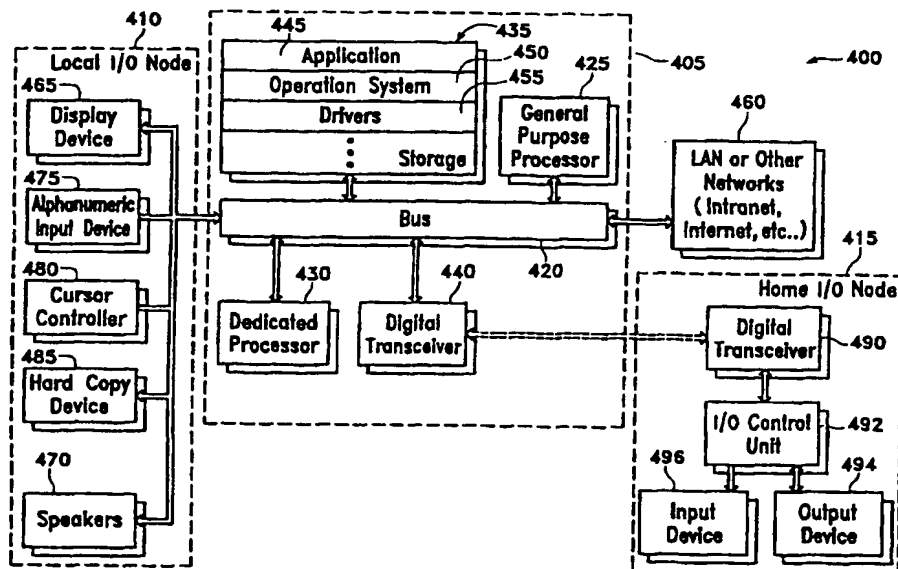 410
Local I/O Node
465
Display
Device
475
Alphanumeric
Input Device
480
Cursor
Controller
485
Hard Copy
Device
470
Speakers
445
435
Application
450
Operation System
455
Drivers
Storage
425
General
Purpose
Processor
405
400
Bus
420
430
Dedicated
Processor
440
Digital
Transceiver
460
LAN or Other
Networks
(Intranet,
Internet, etc..)
415
Home I/O Node
Digital
Transceiver
490
I/O Control
Unit
492
496
Input
Device
494
Output
Device